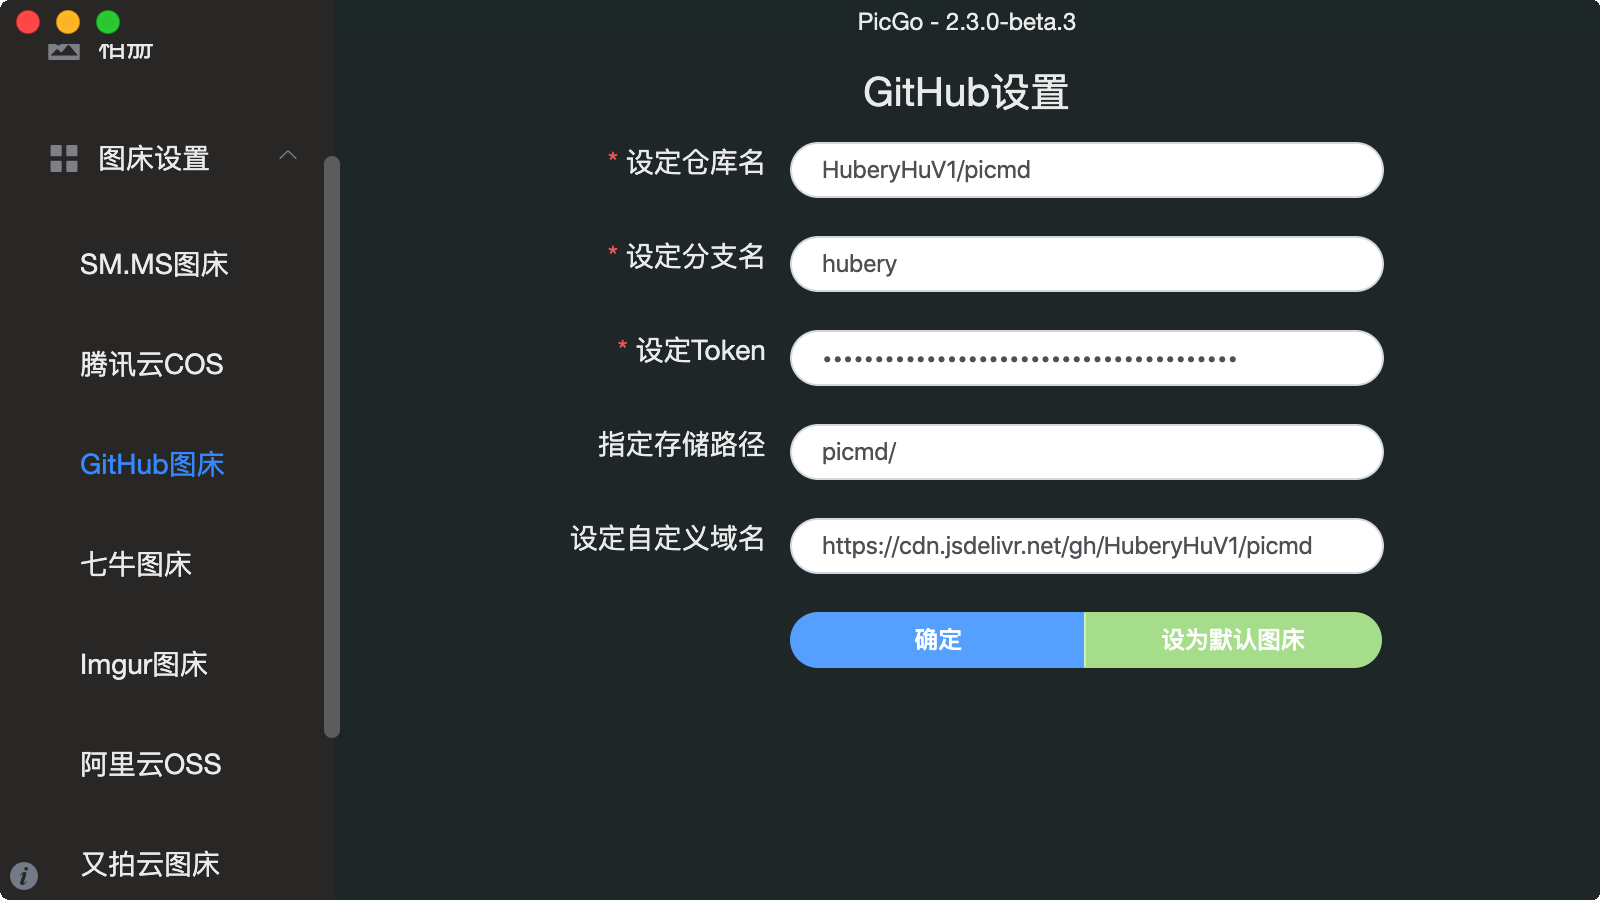 PicGo - 2.3.0-beta.3
相册
图床设置
SM.MS图床
腾讯云COS
GitHub图床
七牛图床
Imgur图床
阿里云OSS
又拍云图床
GitHub设置
* 设定仓库名
HuberyHuV1/picmd
* 设定分支名
hubery
* 设定Token
指定存储路径
picmd/
设定自定义域名
https://cdn.jsdelivr.net/gh/HuberyHuV1/picmd
确定
设为默认图床